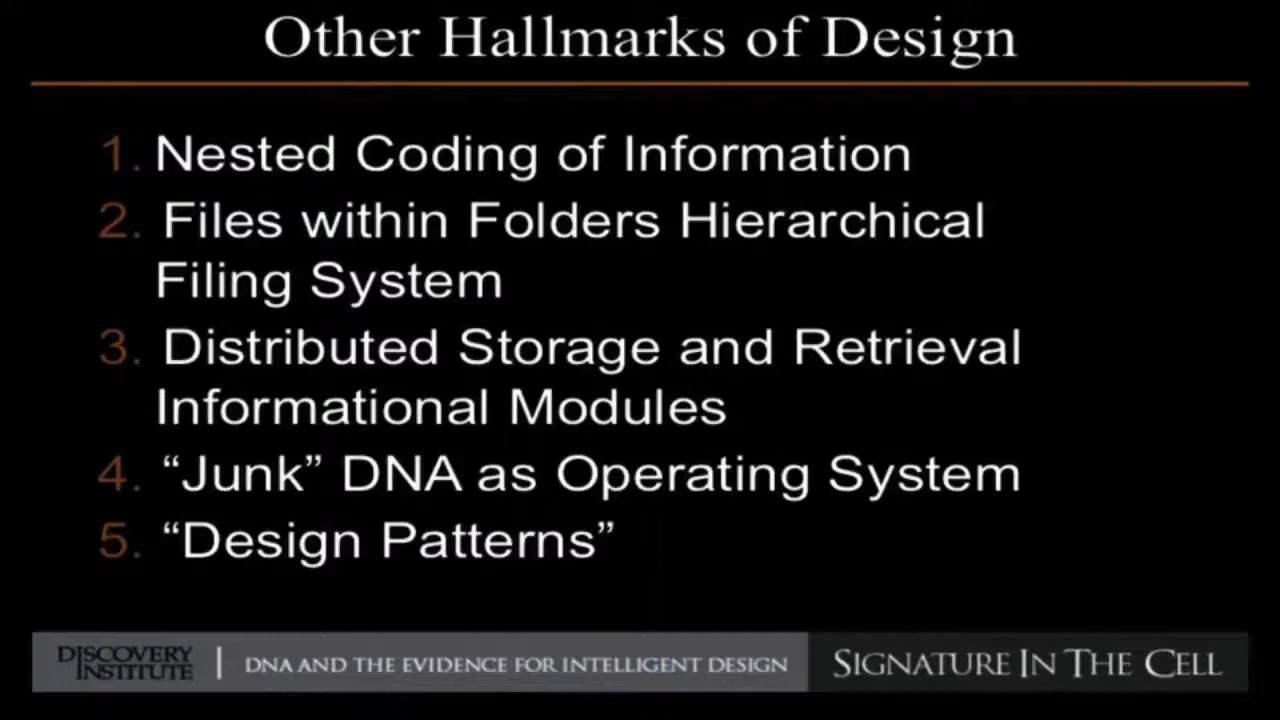 Other Hallmarks of Design
1. Nested Coding of Information
2. Files within Folders Hierarchical
Filing System
3. Distributed Storage and Retrieval
Informational Modules
4. “Junk” DNA as Operating System
5. “Design Patterns”
DISCOVERY
INSTITUTE
DNA AND THE EVIDENCE FOR INTELLIGENT DESIGN
SIGNATURE IN THE CELL